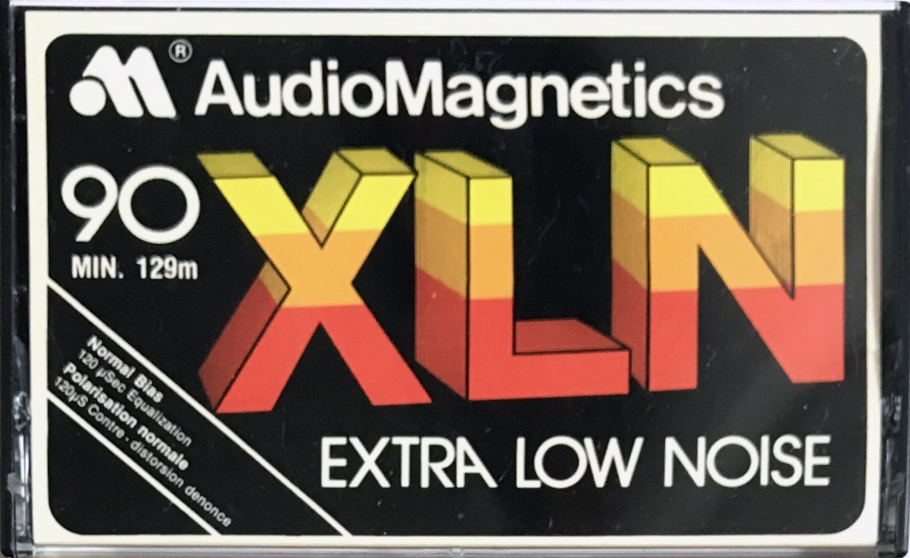 ® AudioMagnetics
90
MIN. 129m
XLN
Normal Bias
120 µSec Equalization
Polarisation normale
120µS Contre - distorsion denonce
EXTRA LOW NOISE